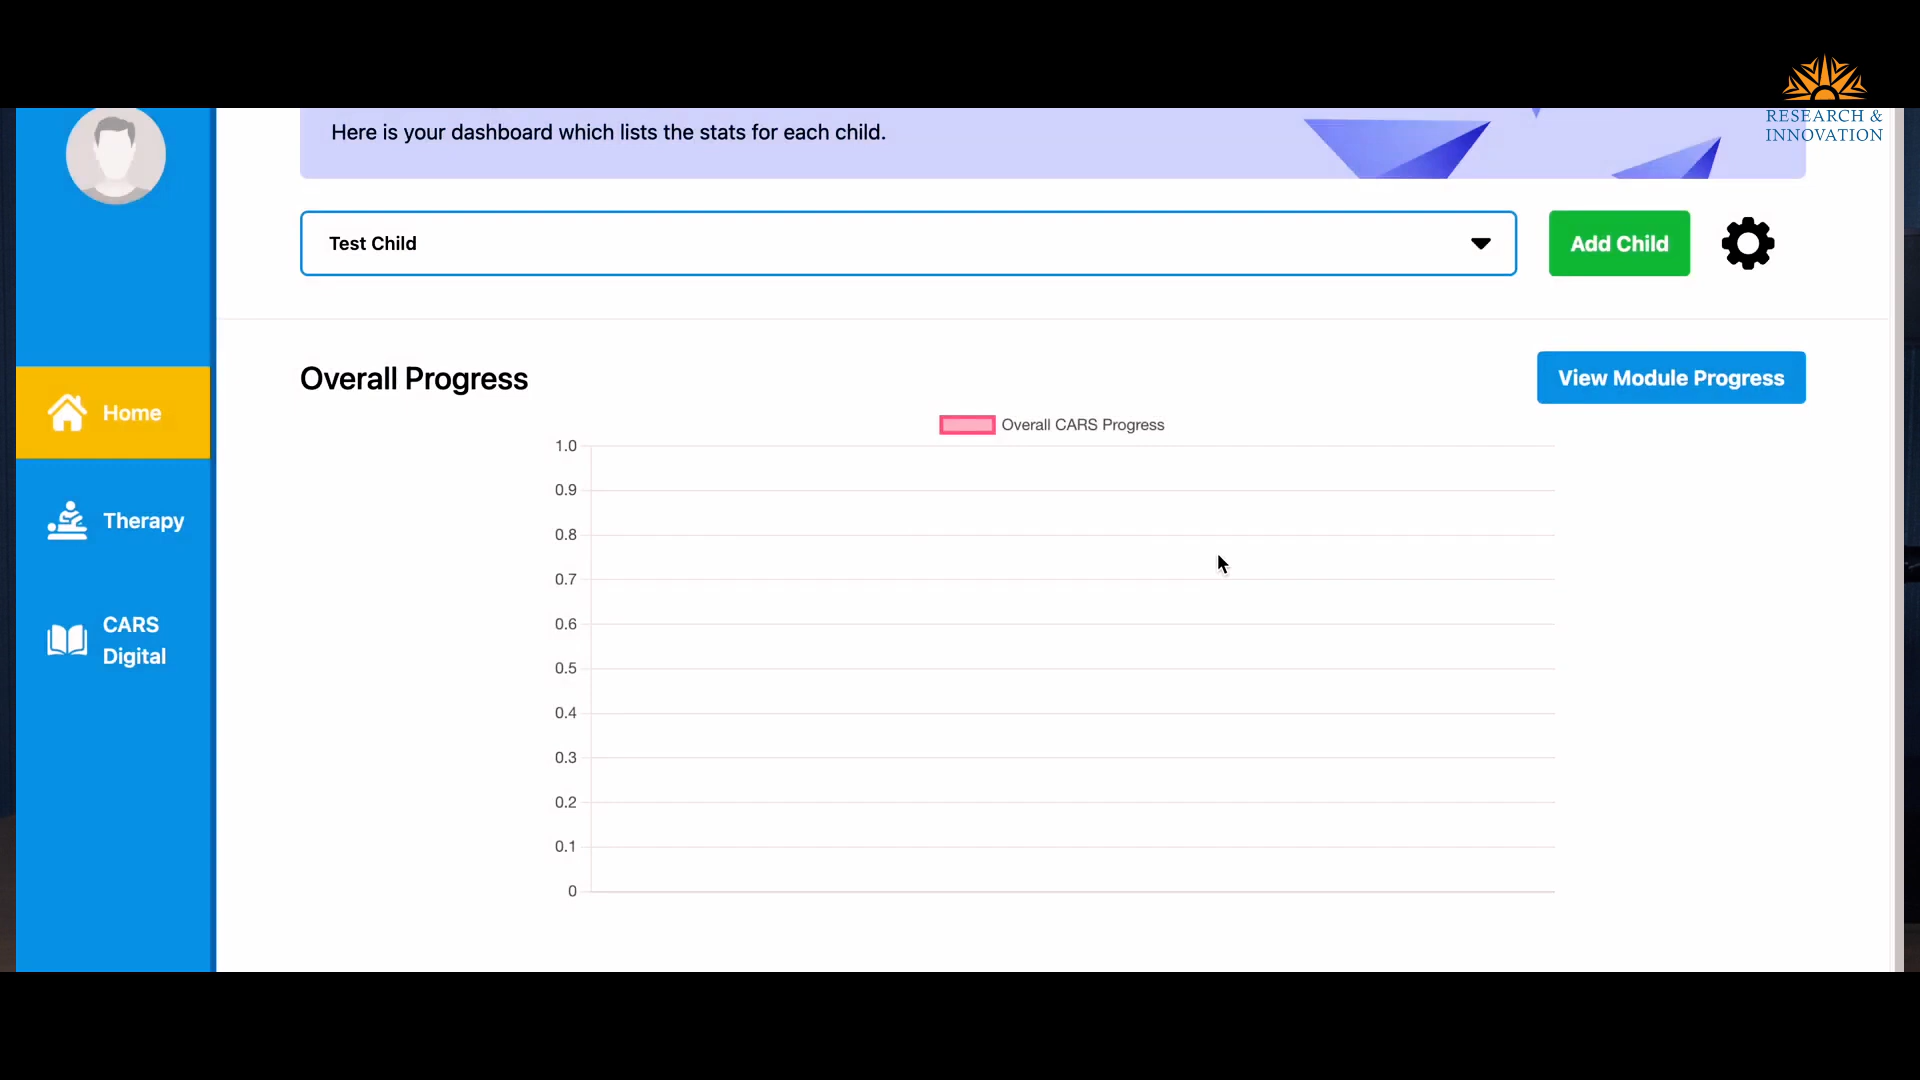 RESEARCH &
INNOVATION
Here is your dashboard which lists the stats for each child.
Test Child
Add Child
Overall Progress
View Module Progress
Home
Therapy
CARS
Digital
Overall CARS Progress
1.0
0.9
0.8
0.7
0.6
0.5
0.4
0.3
0.2
0.1
0